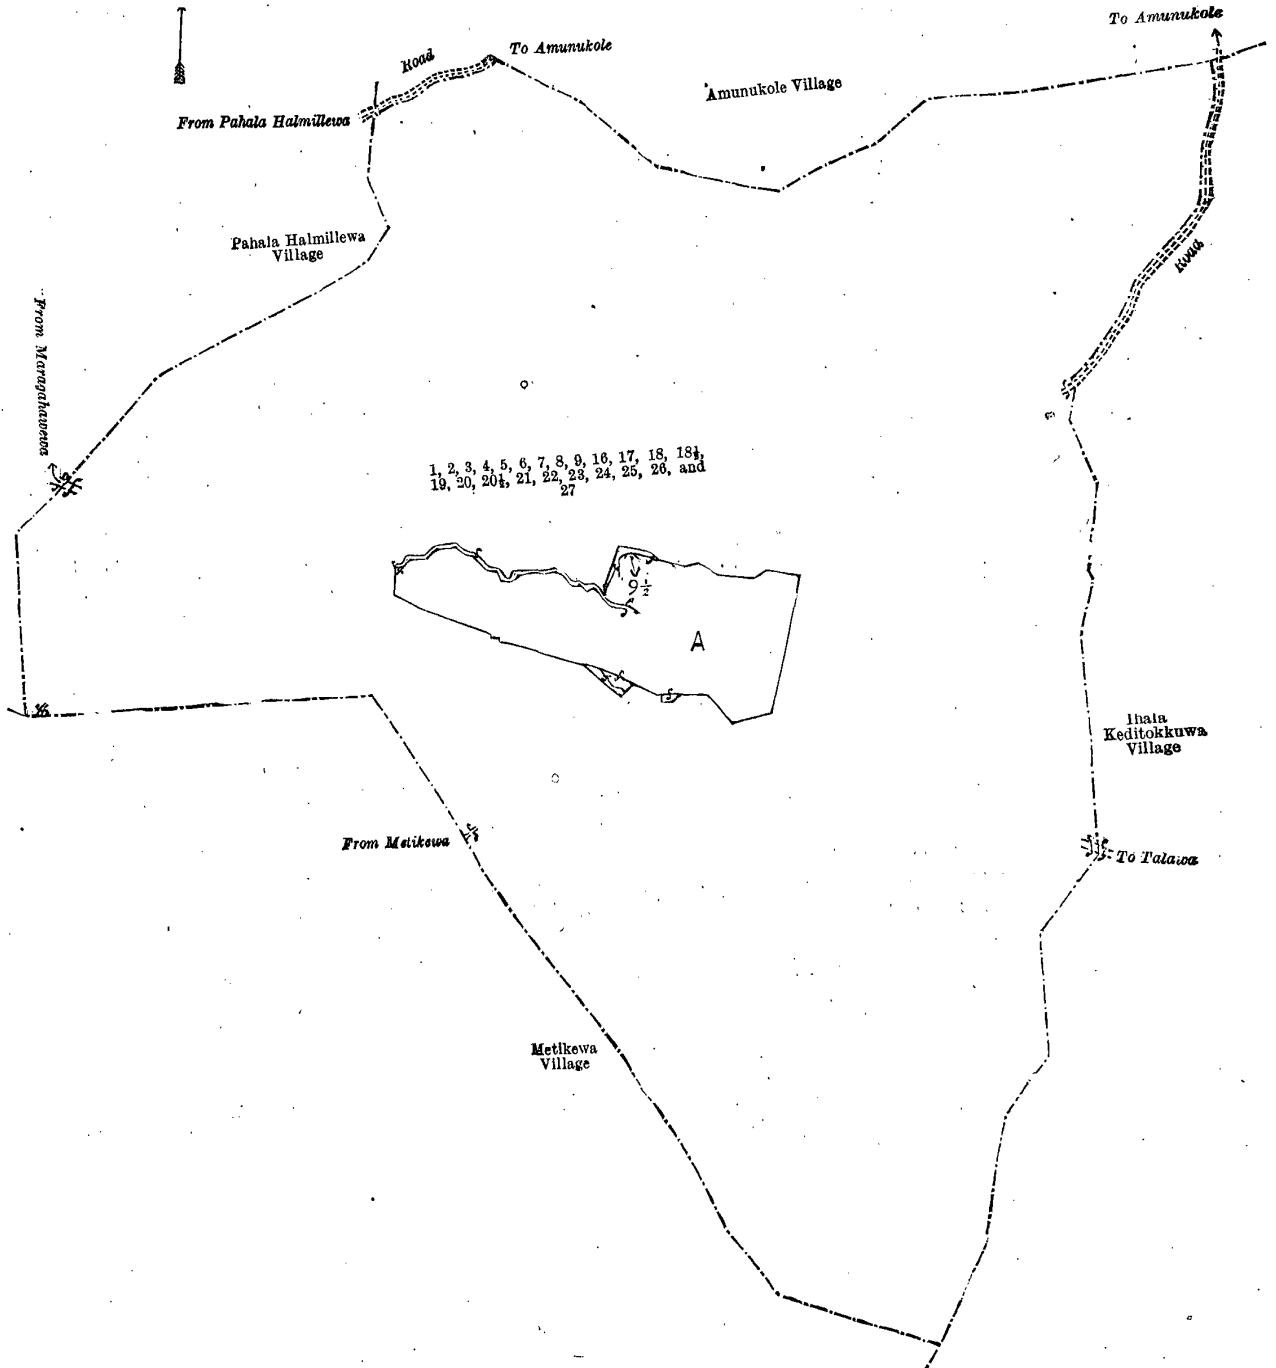 To Amunukole
Road
To Amunukole
Amunukole Village
From Pahala Halmillewa
Pahala Halmillewa
Village
Road
From Maragahawewa
1, 2, 3, 4, 5, 6, 7, 8, 9, 16, 17, 18, 18½,
19, 20, 20½, 21, 22, 23, 24, 25, 26, and
27
9½
A
Ihala
Keditokkuwa
Village
From Metikewa
To Talawa
Metikewa
Village